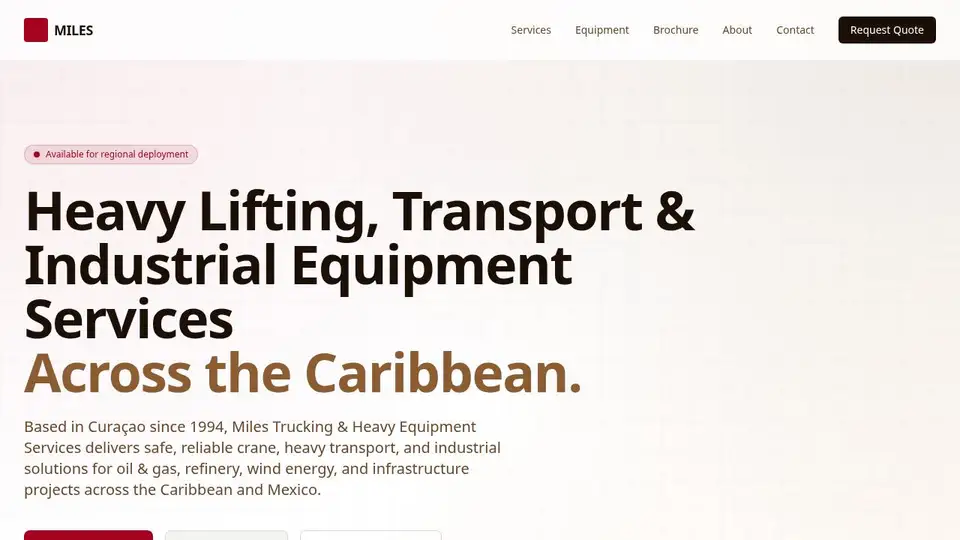 MILES
Services
Equipment
Brochure
About
Contact
Request Quote
Available for regional deployment
Heavy Lifting, Transport &
Industrial Equipment
Services
Across the Caribbean.
Based in Curaçao since 1994, Miles Trucking & Heavy Equipment
Services delivers safe, reliable crane, heavy transport, and industrial
solutions for oil & gas, refinery, wind energy, and infrastructure
projects across the Caribbean and Mexico.